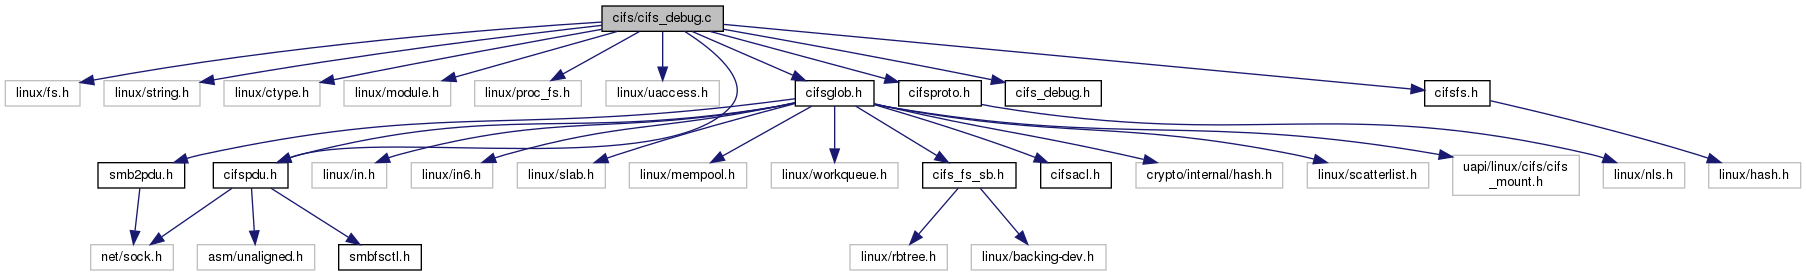 cifs/cifs_debug.c
linux/fs.h
linux/string.h
linux/ctype.h
linux/module.h
linux/proc_fs.h
linux/uaccess.h
cifsglob.h
cifsproto.h
cifs_debug.h
cifsfs.h
smb2pdu.h
cifspdu.h
linux/in.h
linux/in6.h
linux/slab.h
linux/mempool.h
linux/workqueue.h
cifs_fs_sb.h
cifsacl.h
crypto/internal/hash.h
linux/scatterlist.h
uapi/linux/cifs/cifs
_mount.h
linux/nls.h
linux/hash.h
net/sock.h
asm/unaligned.h
smbfsctl.h
linux/rbtree.h
linux/backing-dev.h